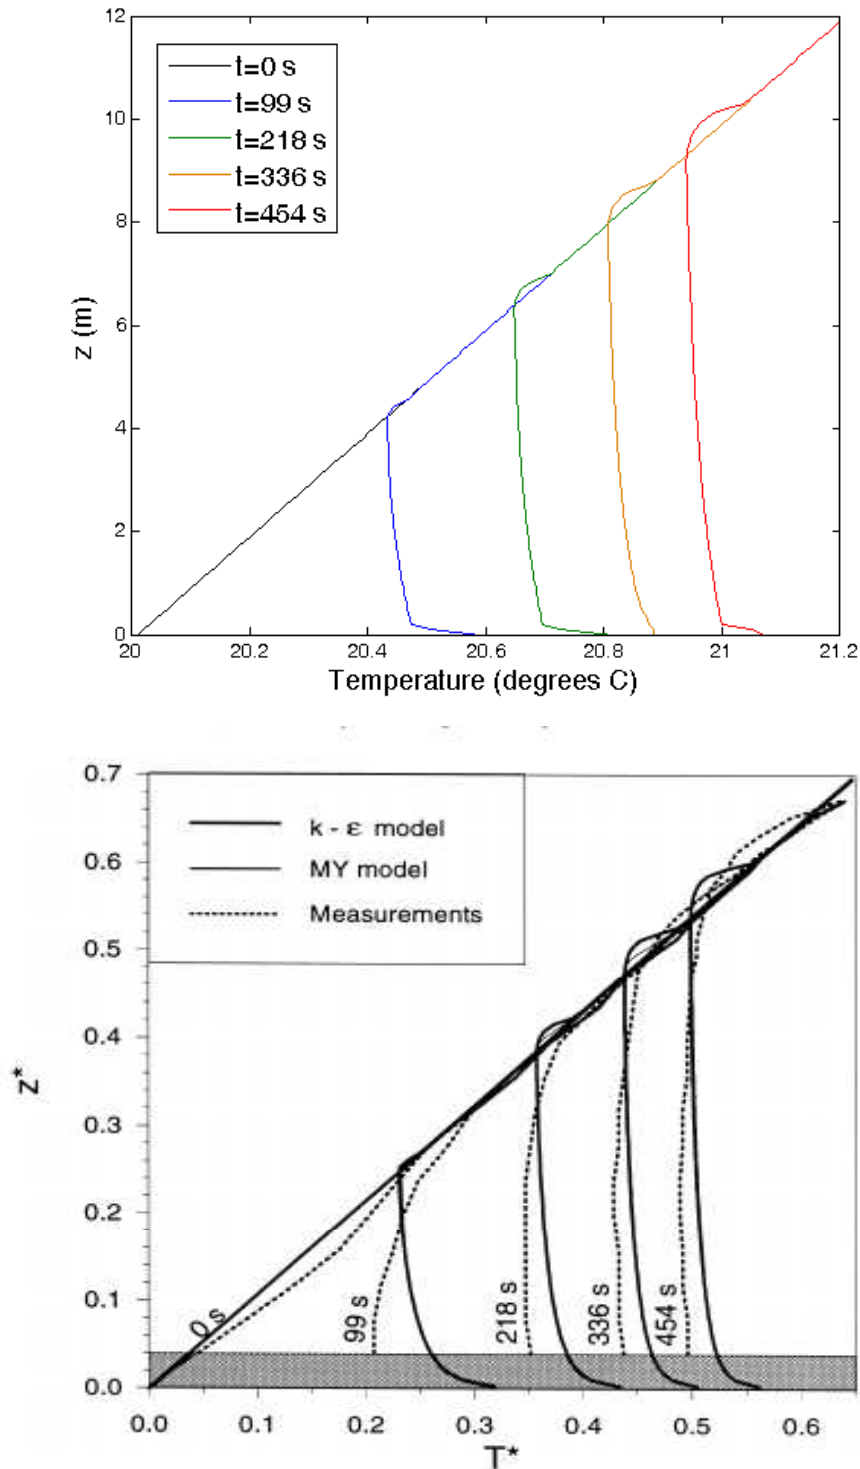 12
10
8
6
4
2
0
z (m)
t=0 s
t=99 s
t=218 s
t=336 s
t=454 s
20
20.2
20.4
20.6
20.8
21
21.2
Temperature (degrees C)
0.7
0.6
0.5
0.4
0.3
0.2
0.1
0.0
z*
k - ε model
MY model
Measurements
0 s
99 s
218 s
336 s
454 s
0.0
0.1
0.2
0.3
0.4
0.5
0.6
T*